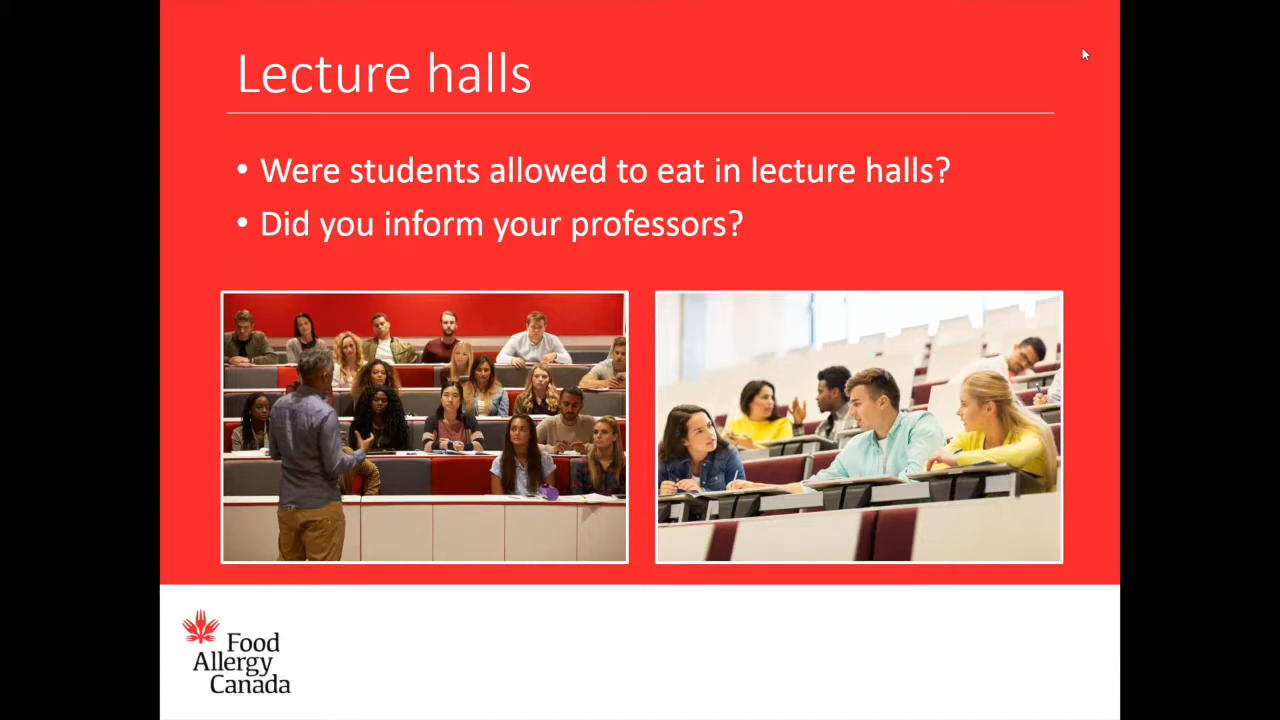 Lecture halls
• Were students allowed to eat in lecture halls?
• Did you inform your professors?
Food
Allergy
Canada